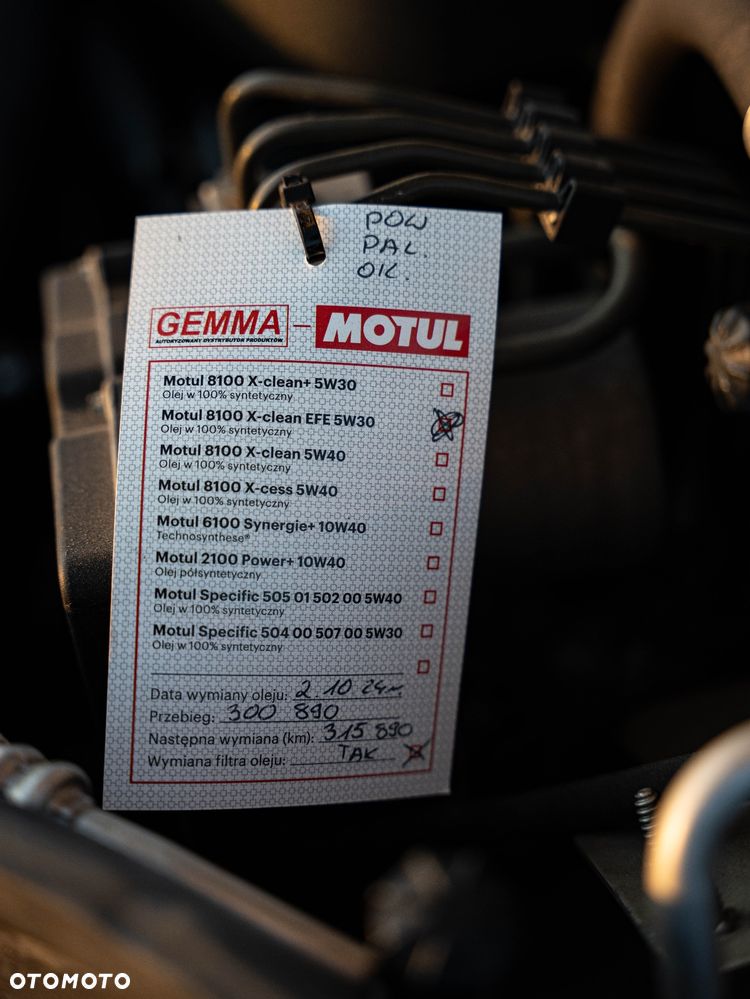 POW
PAL.
OIL.
GEMMA – MOTUL
AUTORYZOWANY DYSTRYBUTOR PRODUKTÓW
Motul 8100 X-clean+ 5W30
Olej w 100% syntetyczny
Motul 8100 X-clean EFE 5W30
Olej w 100% syntetyczny
Motul 8100 X-clean 5W40
Olej w 100% syntetyczny
Motul 8100 X-cess 5W40
Olej w 100% syntetyczny
Motul 6100 Synergie+ 10W40
Technosynthese®
Motul 2100 Power+ 10W40
Olej półsyntetyczny
Motul Specific 505 01 502 00 5W40
Olej w 100% syntetyczny
Motul Specific 504 00 507 00 5W30
Olej w 100% syntetyczny
Data wymiany oleju: 2.10 24r.
Przebieg: 300 890
Następna wymiana (km): 315 890
Wymiana filtra oleju: TAK
OTOMOTO